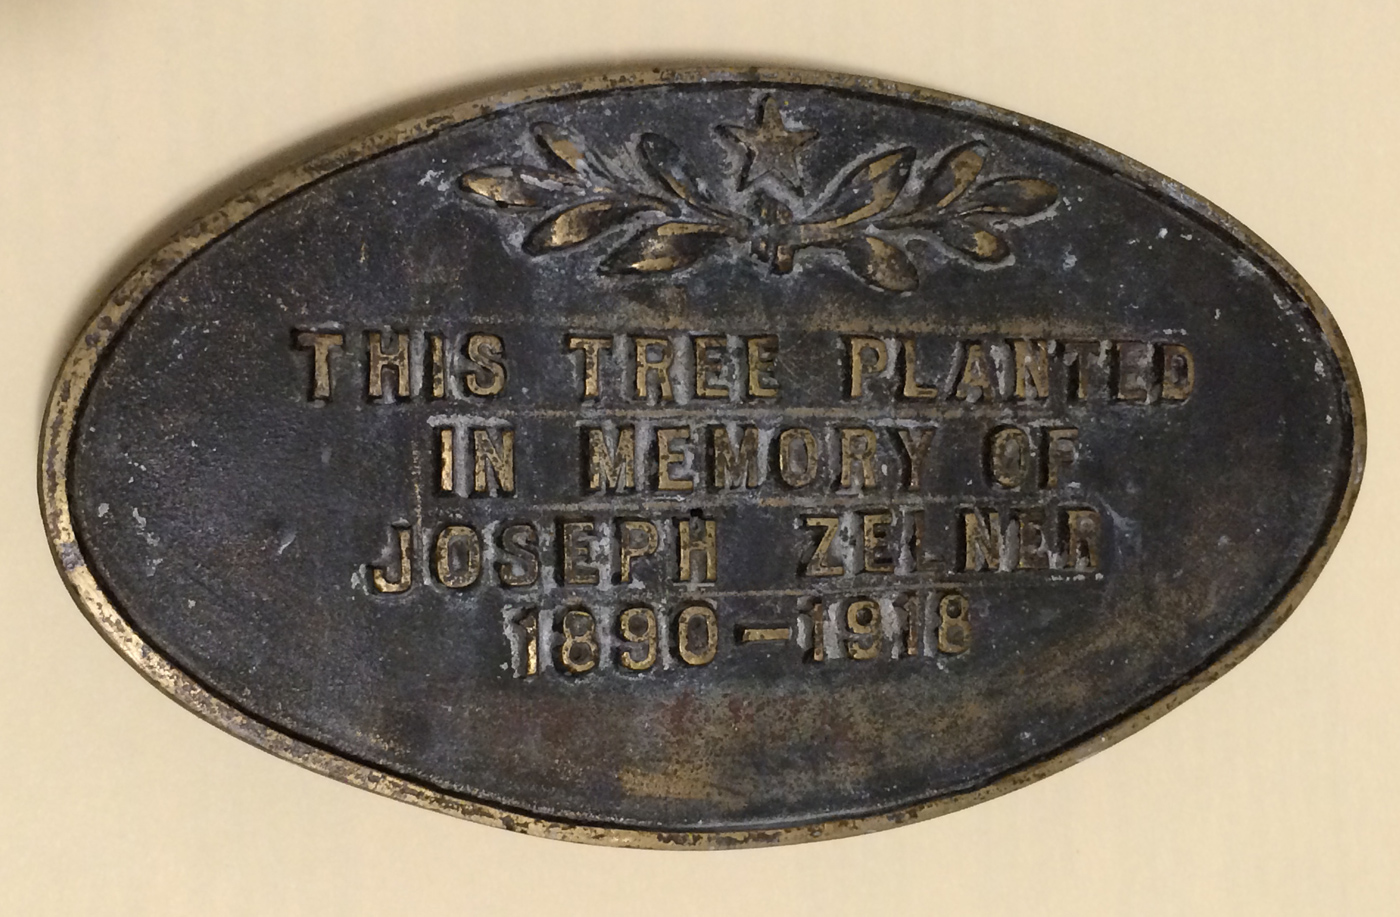 THIS TREE PLANTED
IN MEMORY OF
JOSEPH ZELNER
1890–1918